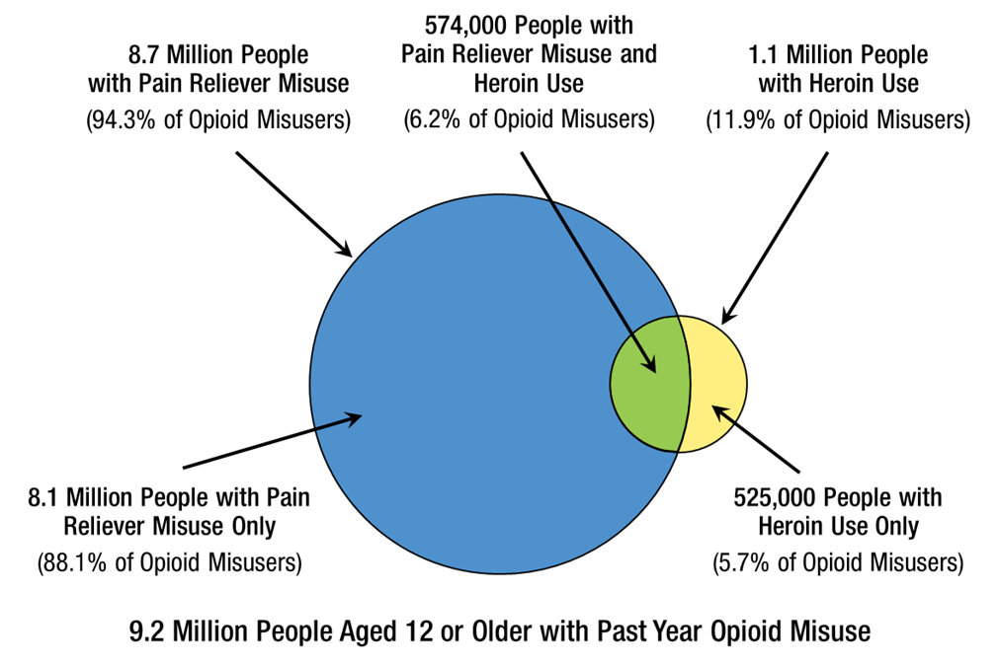 8.7 Million People
with Pain Reliever Misuse
(94.3% of Opioid Misusers)
574,000 People with
Pain Reliever Misuse and
Heroin Use
(6.2% of Opioid Misusers)
1.1 Million People
with Heroin Use
(11.9% of Opioid Misusers)
8.1 Million People with Pain
Reliever Misuse Only
(88.1% of Opioid Misusers)
525,000 People with
Heroin Use Only
(5.7% of Opioid Misusers)
9.2 Million People Aged 12 or Older with Past Year Opioid Misuse